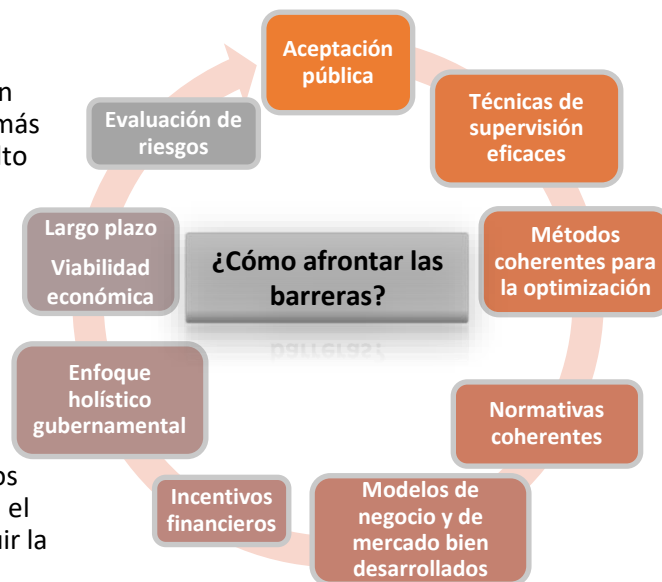 n
más
lto
os
el
uir la
Aceptación
pública
Técnicas de
supervisión
eficaces
Métodos
coherentes para
la optimización
Normativas
coherentes
Modelos de
negocio y de
mercado bien
desarrollados
Incentivos
financieros
Enfoque
holístico
gubernamental
Largo plazo
Viabilidad
económica
Evaluación de
riesgos
¿Cómo afrontar las
barreras?